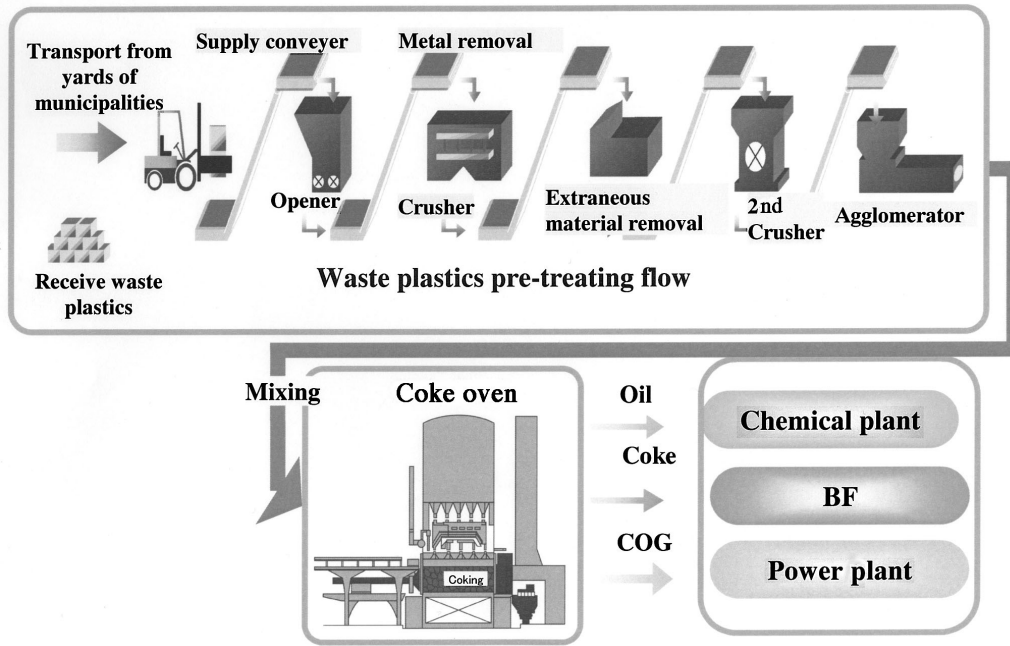 Transport from
yards of
municipalities
Supply conveyer
Metal removal
Opener
Crusher
Extraneous
material removal
2nd
Crusher
Agglomerator
Receive waste
plastics
Waste plastics pre-treating flow
Mixing
Coke oven
Coking
Oil
Coke
COG
Chemical plant
BF
Power plant